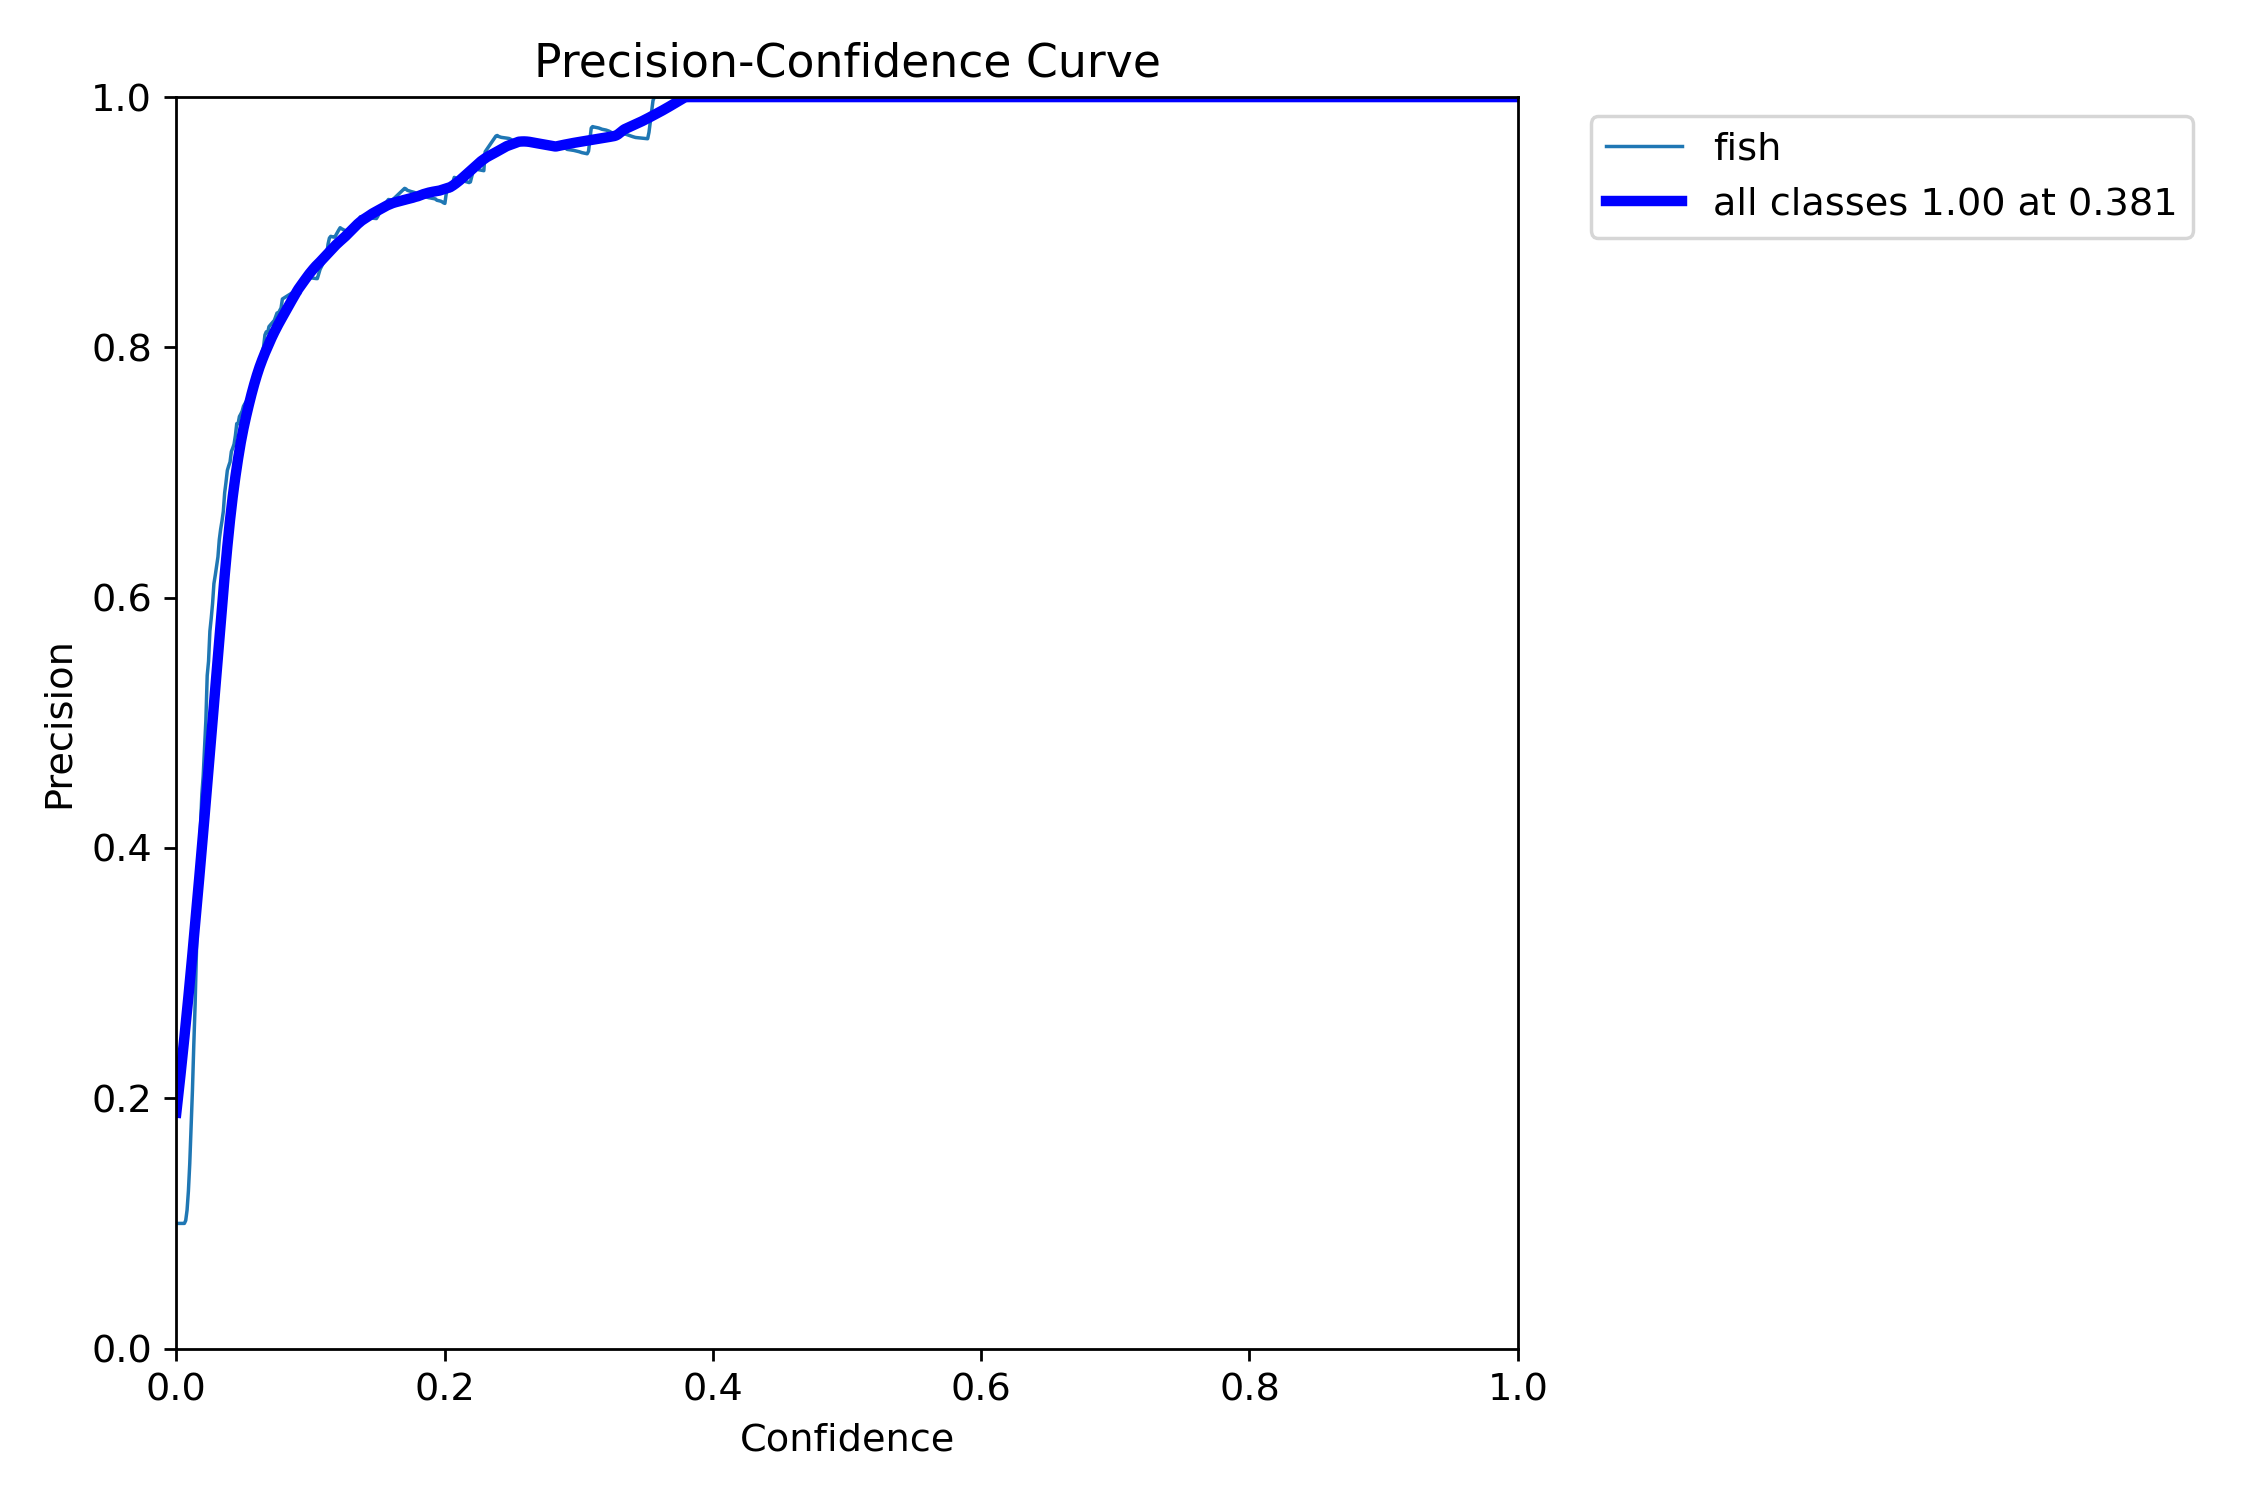 Precision-Confidence Curve
1.0
0.8
0.6
0.4
0.2
0.0
Precision
0.0 0.2 0.4 0.6 0.8 1.0
Confidence
fish
all classes 1.00 at 0.381